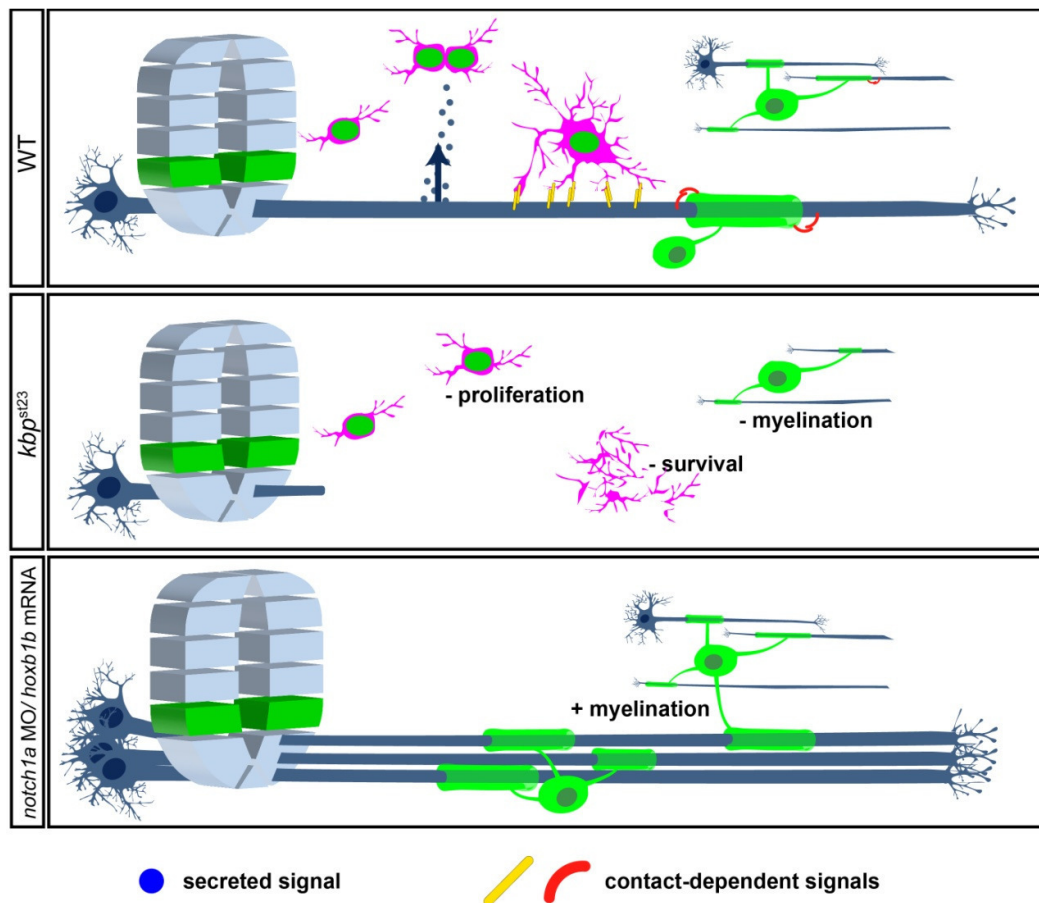 WT
kbpst23
- proliferation
- myelination
- survival
notch1a MO/ hoxb1b mRNA
+ myelination
secreted signal
contact-dependent signals